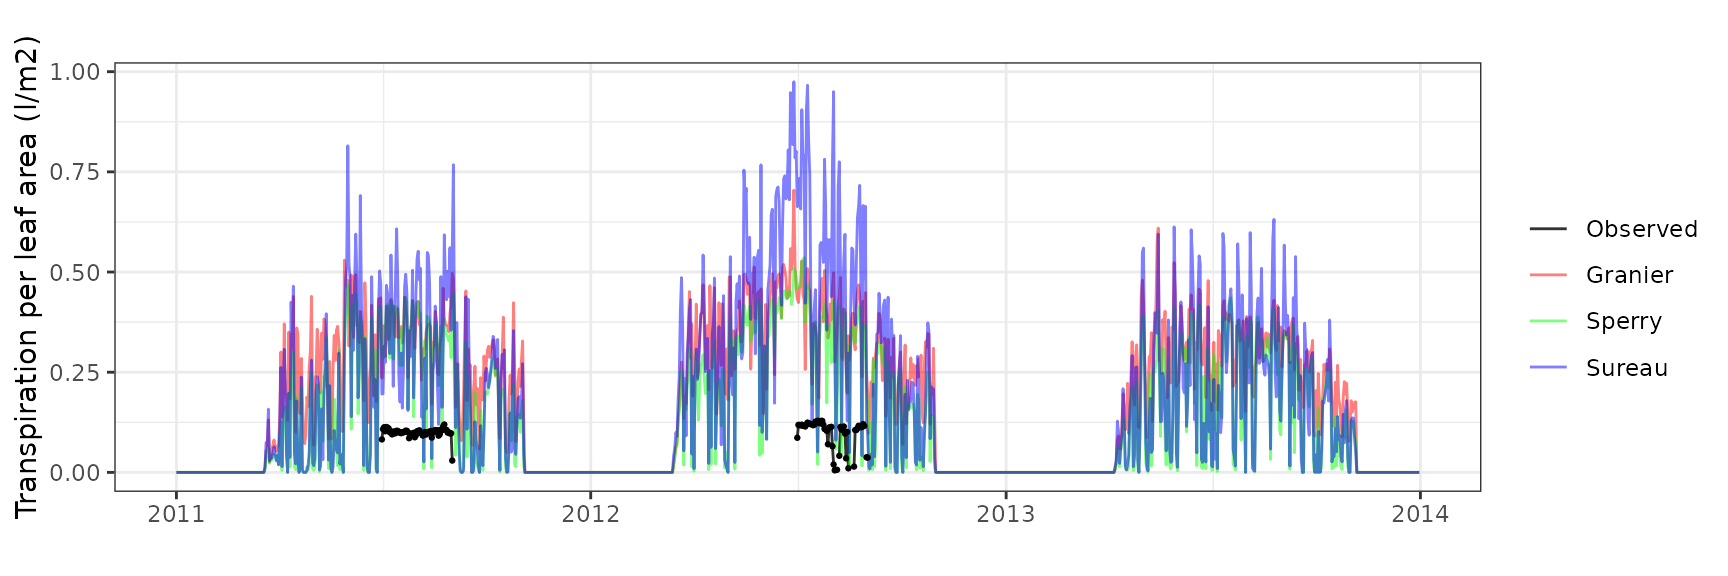 Transpiration per leaf area (l/m2)
1.00
0.75
0.50
0.25
0.00
2011
2012
2013
2014
Observed
Granier
Sperry
Sureau